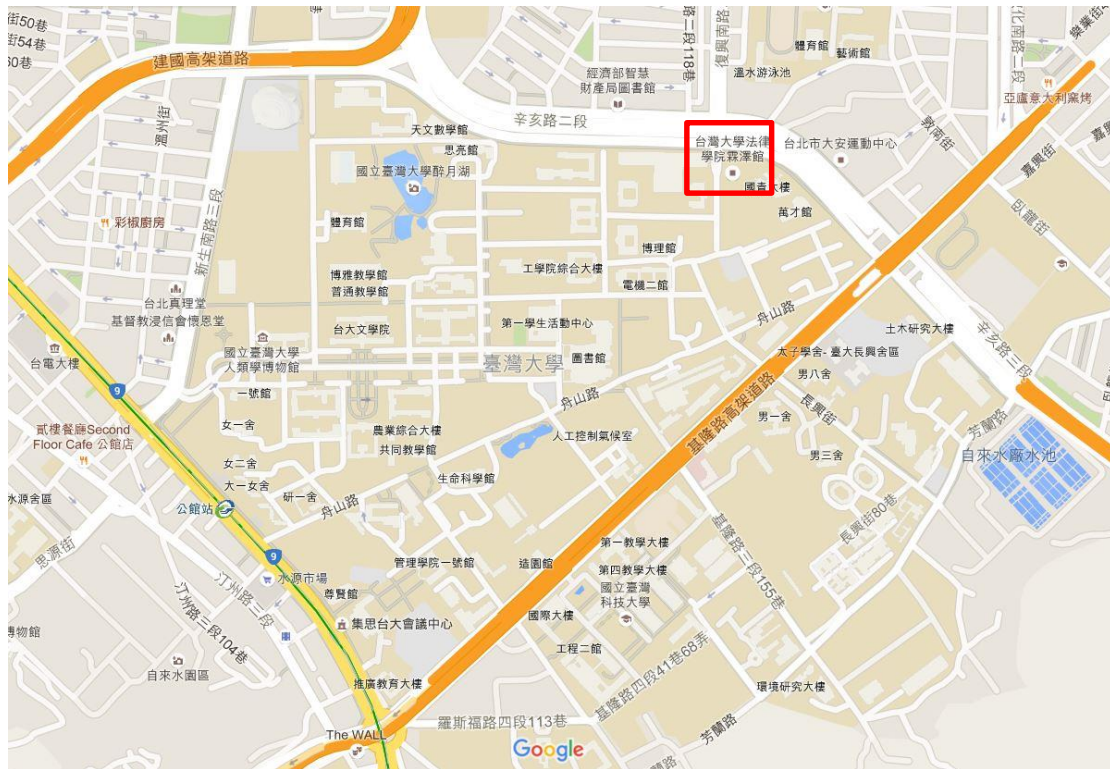 街50巷
街54巷
60巷
建國高架道路
溫州街
經濟部智慧
財產局圖書館
路二段118巷
復興南路
體育館
藝術館
溫水游泳池
化南路二段
樂業街
亞廬意大利窯烤
敦南街
嘉興街
臥龍街
天文數學館
思亮館
辛亥路二段
台灣大學法律
學院霖澤館
台北市大安運動中心
國立臺灣大學醉月湖
國青大樓
萬才館
彩椒廚房
新生南路三段
體育館
博理館
博雅教學館
普通教學館
工學院綜合大樓
電機二館
台北真理堂
基督教浸信會懷恩堂
台大文學院
第一學生活動中心
舟山路
土木研究大樓
辛亥路三段
台電大樓
國立臺灣大學
人類學博物館
臺灣大學
圖書館
太子學舍- 臺大長興舍區
男八舍
9
一號館
舟山路
基隆路高架道路
長興街
貳樓餐廳Second
Floor Cafe 公館店
女一舍
農業綜合大樓
共同教學館
人工控制氣候室
男一舍
芳蘭路
自來水廠水池
女二舍
大一女舍
男三舍
水源舍區
研一舍
生命科學館
公館站
舟山路
長興街80巷
思源街
9
第一教學大樓
基隆路三段155巷
管理學院一號館
造園館
第四教學大樓
水源市場
汀州路三段
尊賢館
國立臺灣
科技大學
汀州路三段104巷
集思台大會議中心
國際大樓
博物館
工程二館
自來水園區
推廣教育大樓
基隆路四段41巷68弄
環境研究大樓
羅斯福路四段113巷
芳蘭路
The WALL
Google